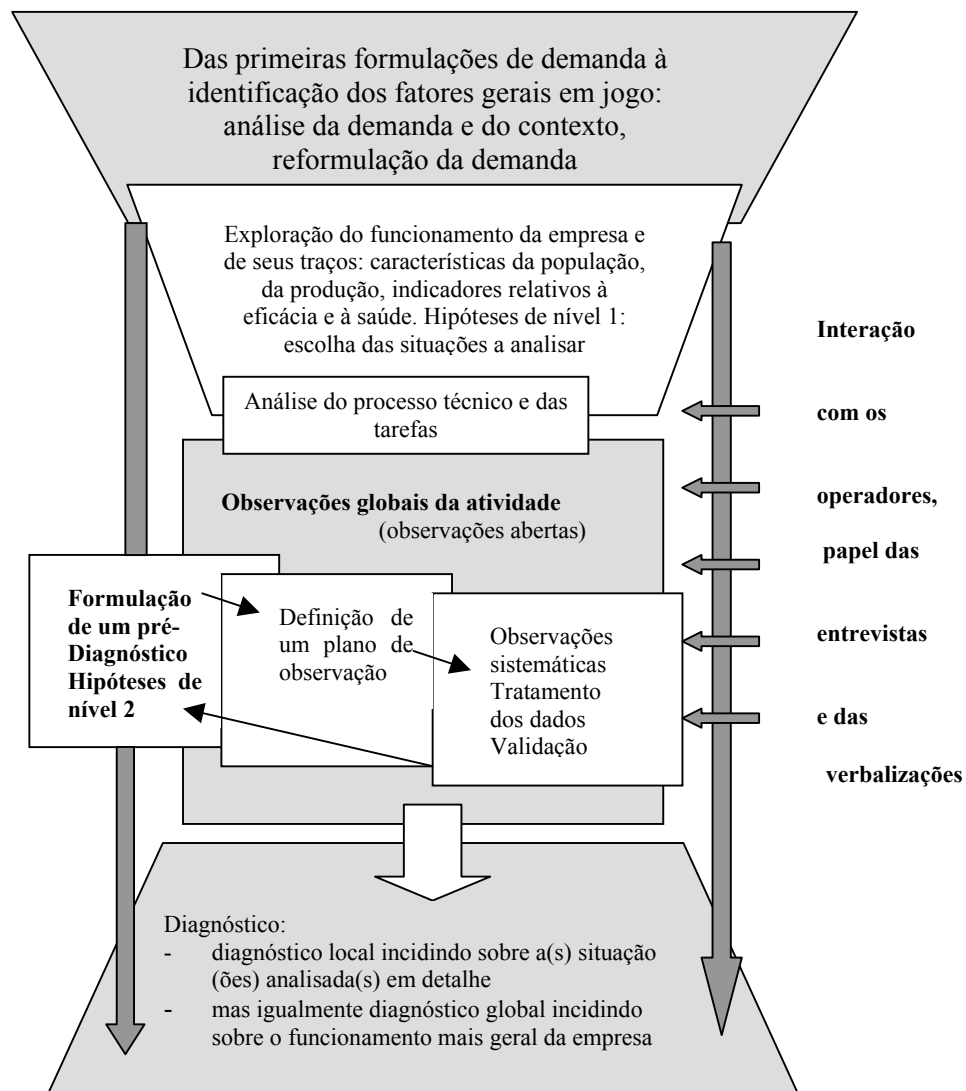 Das primeiras formulações de demanda à
identificação dos fatores gerais em jogo:
análise da demanda e do contexto,
reformulação da demanda
Exploração do funcionamento da empresa e
de seus traços: características da população,
da produção, indicadores relativos à
eficácia e à saúde. Hipóteses de nível 1:
escolha das situações a analisar
Análise do processo técnico e das
tarefas
Observações globais da atividade
(observações abertas)
Formulação
de um pré-
Diagnóstico
Hipóteses de
nível 2
Definição de
um plano de
observação
Observações
sistemáticas
Tratamento
dos dados
Validação
Interação
com os
operadores,
papel das
entrevistas
e das
verbalizações
Diagnóstico:
- diagnóstico local incidindo sobre a(s) situação
(ões) analisada(s) em detalhe
- mas igualmente diagnóstico global incidindo
sobre o funcionamento mais geral da empresa